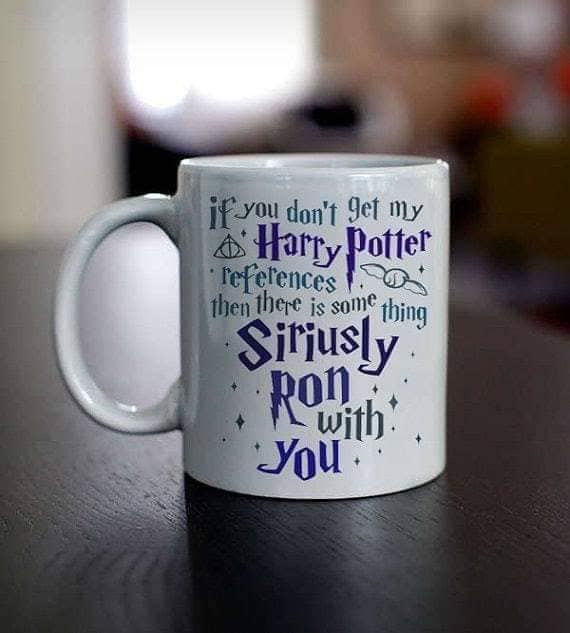 if you don't get my
Harry Potter
references
then there is some thing
Siriusly
Ron
with
you